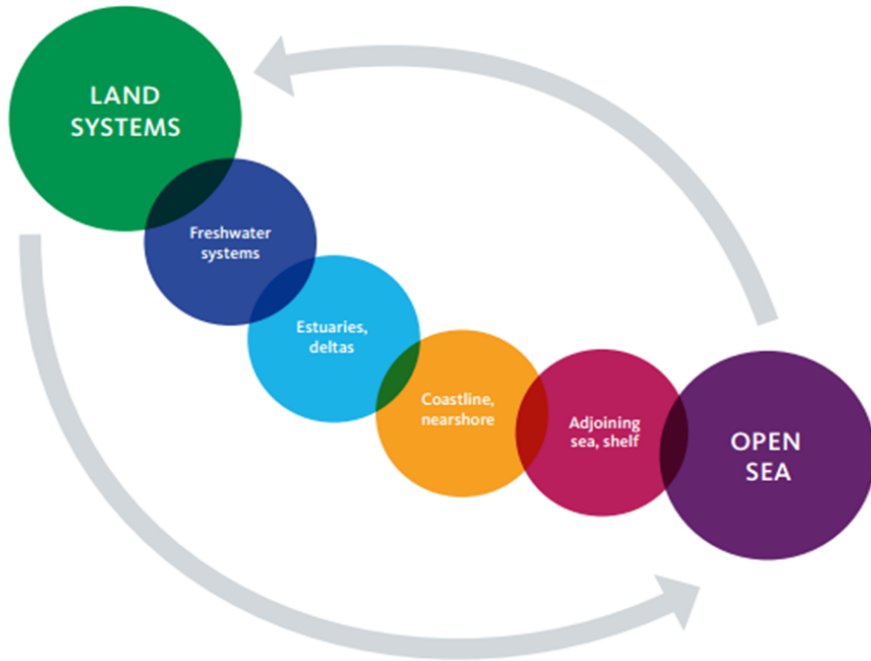 LAND
SYSTEMS
Freshwater
systems
Estuaries,
deltas
Coastline,
nearshore
Adjoining
sea, shelf
OPEN
SEA